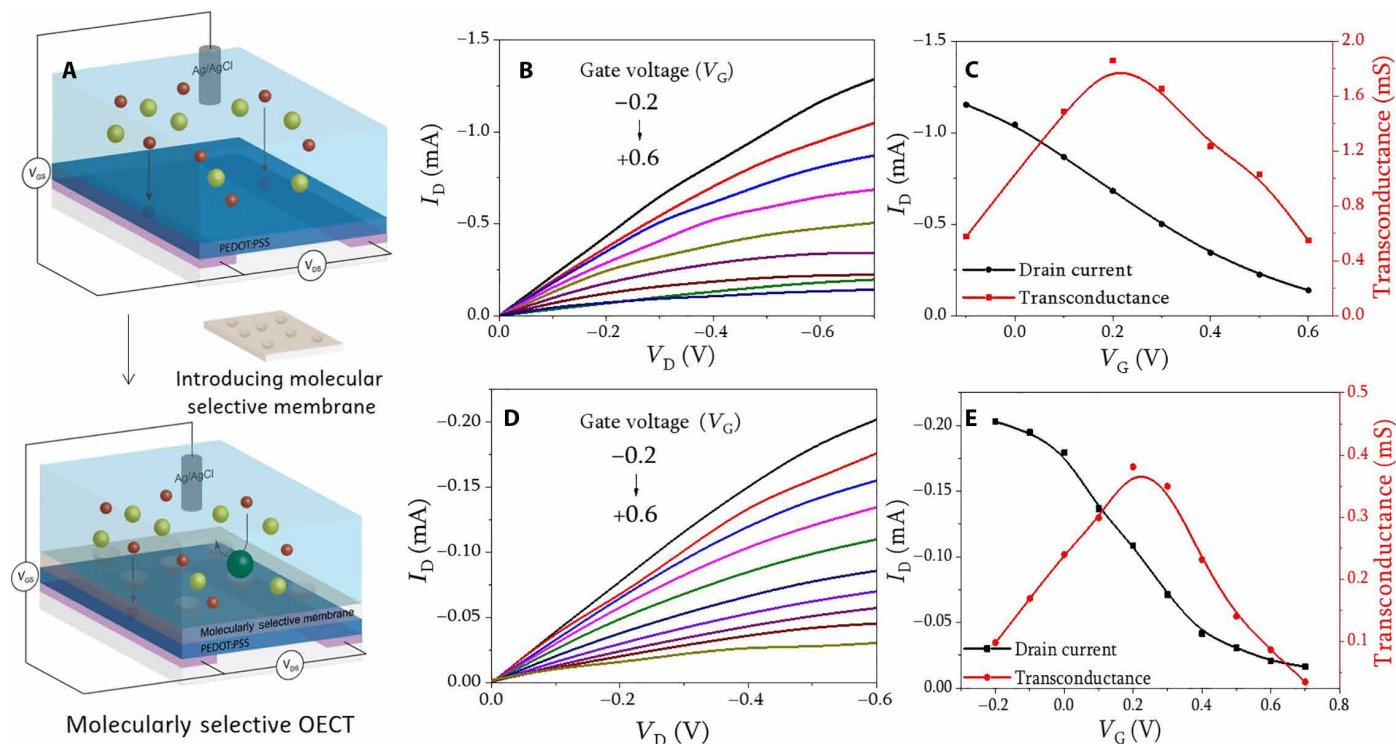 A
Ag/AgCl
V_GS
PEDOT:PSS
V_DS
Introducing molecular
selective membrane
Ag/AgCl
V_GS
Molecularly selective membrane
PEDOT:PSS
V_DS
Molecularly selective OECT
B
Gate voltage (V_G)
−0.2
+0.6
I_D (mA)
−1.5
−1.0
−0.5
0.0
0.0 −0.2 −0.4 −0.6
V_D (V)
C
I_D (mA)
−1.5
−1.0
−0.5
0.0
Drain current
Transconductance
0.0 0.2 0.4 0.6
V_G (V)
2.0
1.6
1.2
0.8
0.4
0.0
Transconductance (mS)
D
Gate voltage (V_G)
−0.2
+0.6
I_D (mA)
−0.20
−0.15
−0.10
−0.05
0.00
0.0 −0.2 −0.4 −0.6
V_D (V)
E
I_D (mA)
−0.20
−0.15
−0.10
−0.05
0.00
Drain current
Transconductance
−0.2 0.0 0.2 0.4 0.6 0.8
V_G (V)
0.5
0.4
0.3
0.2
0.1
Transconductance (mS)